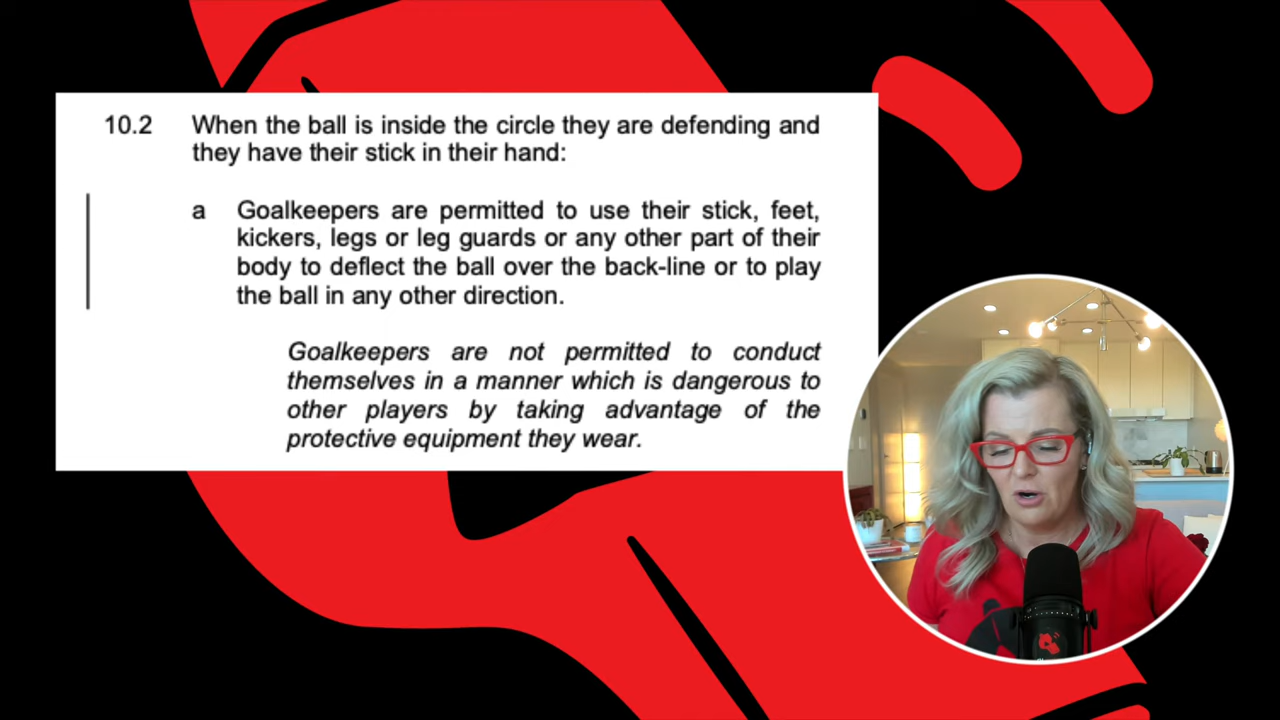 10.2 When the ball is inside the circle they are defending and
they have their stick in their hand:
a Goalkeepers are permitted to use their stick, feet,
kickers, legs or leg guards or any other part of their
body to deflect the ball over the back-line or to play
the ball in any other direction.
Goalkeepers are not permitted to conduct
themselves in a manner which is dangerous to
other players by taking advantage of the
protective equipment they wear.